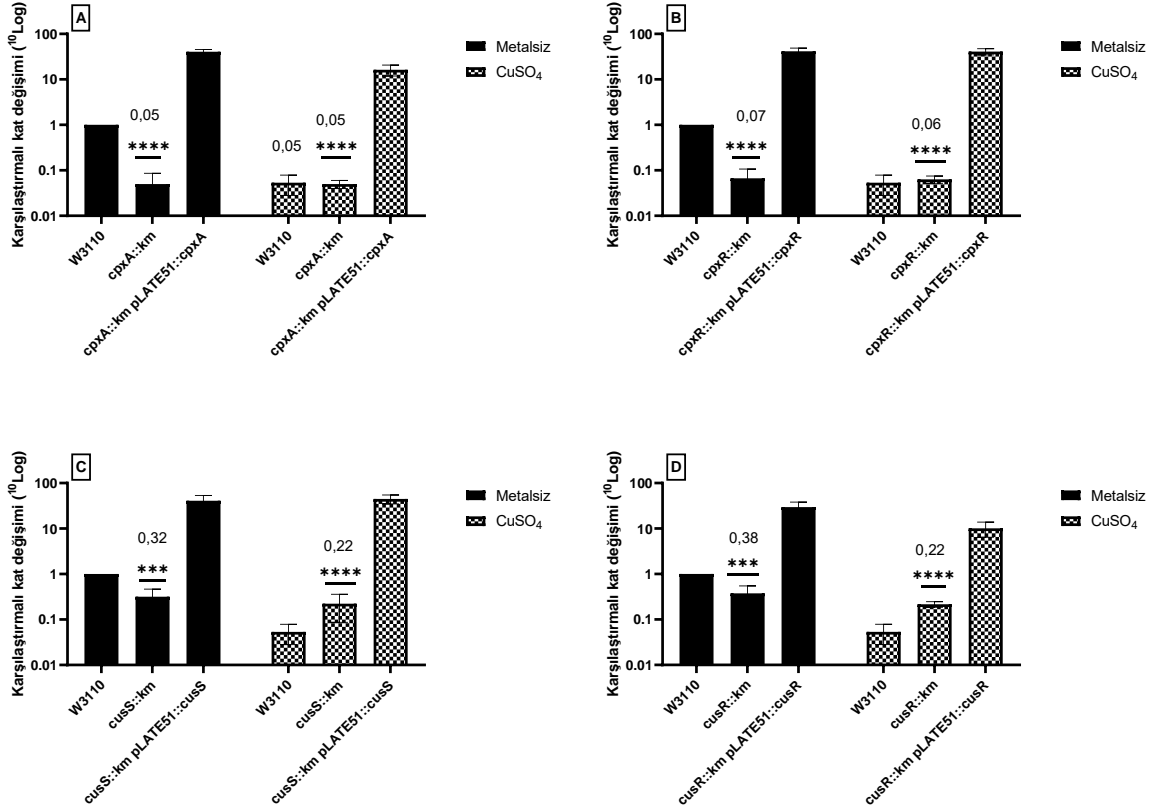 A
Karşılaştırmalı kat değişimi (¹⁰Log)
100
10
1
0.1
0.01
0,05
****
0,05
0,05
****
W3110
cpxA::km
cpxA::km pLATE51::cpxA
W3110
cpxA::km
cpxA::km pLATE51::cpxA
Metalsiz
CuSO₄
B
Karşılaştırmalı kat değişimi (¹⁰Log)
100
10
1
0.1
0.01
0,07
****
0,06
****
W3110
cpxR::km
cpxR::km pLATE51::cpxR
W3110
cpxR::km
cpxR::km pLATE51::cpxR
Metalsiz
CuSO₄
C
Karşılaştırmalı kat değişimi (¹⁰Log)
100
10
1
0.1
0.01
0,32
***
0,22
****
W3110
cusS::km
cusS::km pLATE51::cusS
W3110
cusS::km
cusS::km pLATE51::cusS
Metalsiz
CuSO₄
D
Karşılaştırmalı kat değişimi (¹⁰Log)
100
10
1
0.1
0.01
0,38
***
0,22
****
W3110
cusR::km
cusR::km pLATE51::cusR
W3110
cusR::km
cusR::km pLATE51::cusR
Metalsiz
CuSO₄